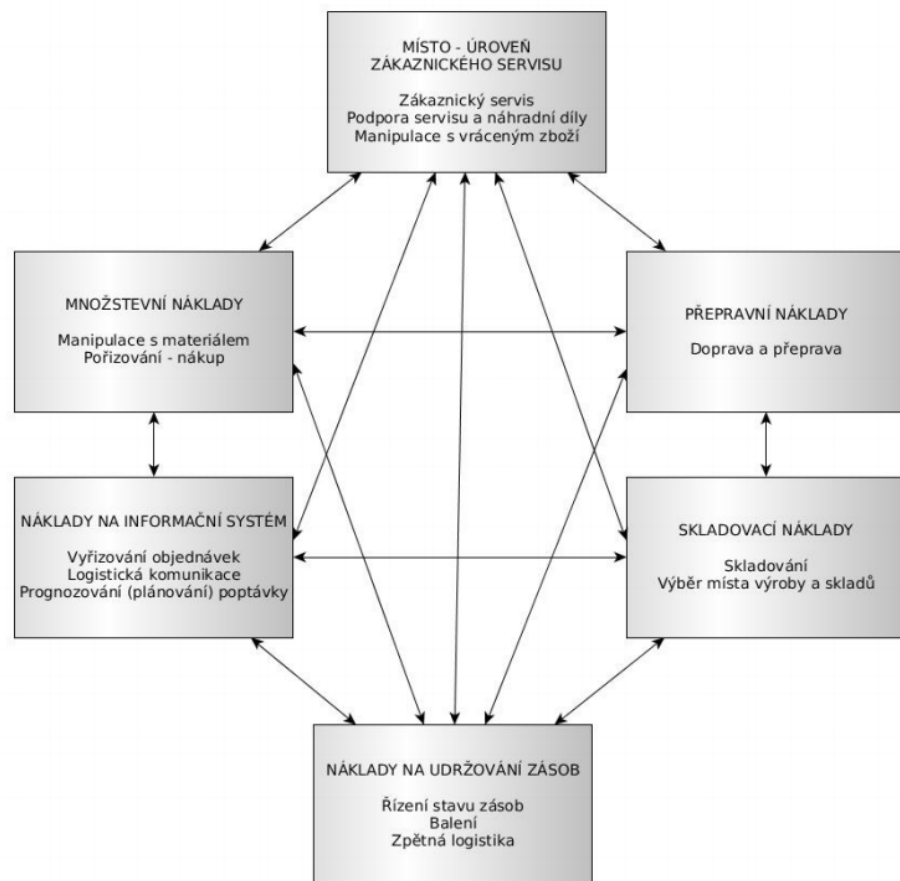 MÍSTO - ÚROVEŇ
ZÁKAZNICKÉHO SERVISU
Zákaznický servis
Podpora servisu a náhradní díly
Manipulace s vráceným zboží
MNOŽSTEVNÍ NÁKLADY
Manipulace s materiálem
Pořizování - nákup
PŘEPRAVNÍ NÁKLADY
Doprava a přeprava
NÁKLADY NA INFORMAČNÍ SYSTÉM
Vyřizování objednávek
Logistická komunikace
Prognozování (plánování) poptávky
SKLADOVACÍ NÁKLADY
Skladování
Výběr místa výroby a skladů
NÁKLADY NA UDRŽOVÁNÍ ZÁSOB
Řízení stavu zásob
Balení
Zpětná logistika